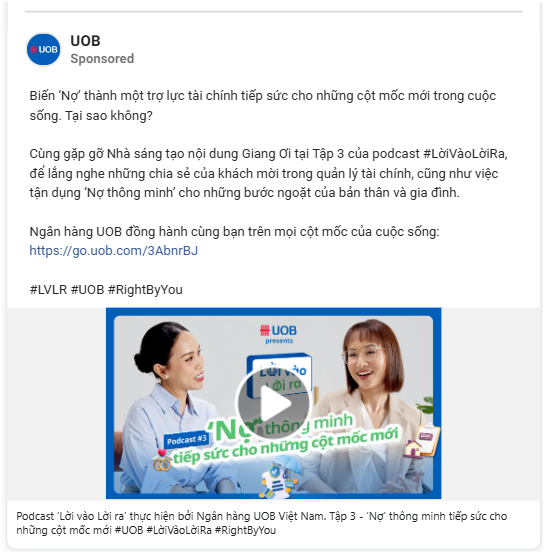 UOB
UOB
Sponsored
Biến ‘Nợ’ thành một trợ lực tài chính tiếp sức cho những cột mốc mới trong cuộc
sống. Tại sao không?
Cùng gặp gỡ Nhà sáng tạo nội dung Giang Ơi tại Tập 3 của podcast #LờiVàoLờiRa,
để lắng nghe những chia sẻ của khách mời trong quản lý tài chính, cũng như việc
tận dụng ‘Nợ thông minh’ cho những bước ngoặt của bản thân và gia đình.
Ngân hàng UOB đồng hành cùng bạn trên mọi cột mốc của cuộc sống:
https://go.uob.com/3AbnrBJ
#LVLR #UOB #RightByYou
UOB
presents
Lời vào
Lời ra
Podcast #3
‘Nợ’ thông minh
tiếp sức cho những cột mốc mới
Podcast ‘Lời vào Lời ra’ thực hiện bởi Ngân hàng UOB Việt Nam. Tập 3 - ‘Nợ’ thông minh tiếp sức cho
những cột mốc mới #UOB #LờiVàoLờiRa #RightByYou